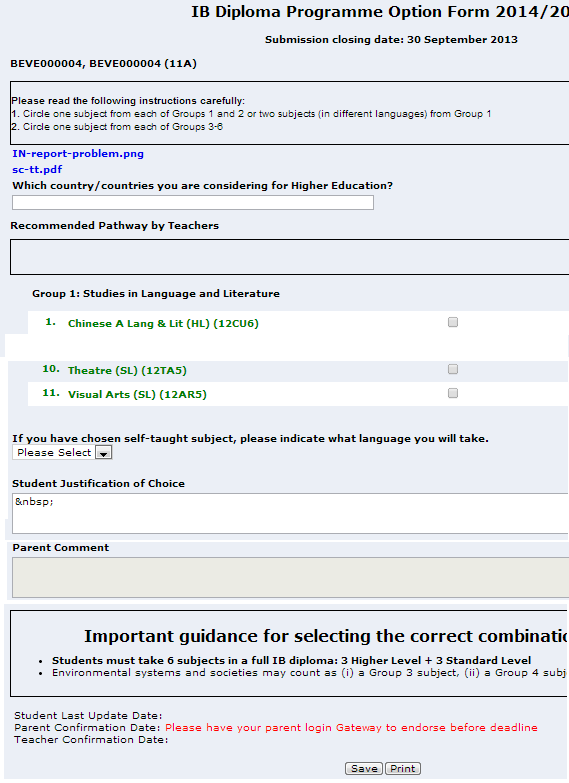 IB Diploma Programme Option Form 2014/20
Submission closing date: 30 September 2013
BEVE000004, BEVE000004 (11A)
Please read the following instructions carefully:
1. Circle one subject from each of Groups 1 and 2 or two subjects (in different languages) from Group 1
2. Circle one subject from each of Groups 3-6
IN-report-problem.png
sc-tt.pdf
Which country/countries you are considering for Higher Education?
Recommended Pathway by Teachers
Group 1: Studies in Language and Literature
1. Chinese A Lang & Lit (HL) (12CU6)
10. Theatre (SL) (12TA5)
11. Visual Arts (SL) (12AR5)
If you have chosen self-taught subject, please indicate what language you will take.
Please Select
Student Justification of Choice
&nbsp;
Parent Comment
Important guidance for selecting the correct combinatio
• Students must take 6 subjects in a full IB diploma: 3 Higher Level + 3 Standard Level
• Environmental systems and societies may count as (i) a Group 3 subject, (ii) a Group 4 subj
Student Last Update Date:
Parent Confirmation Date: Please have your parent login Gateway to endorse before deadline
Teacher Confirmation Date:
Save Print